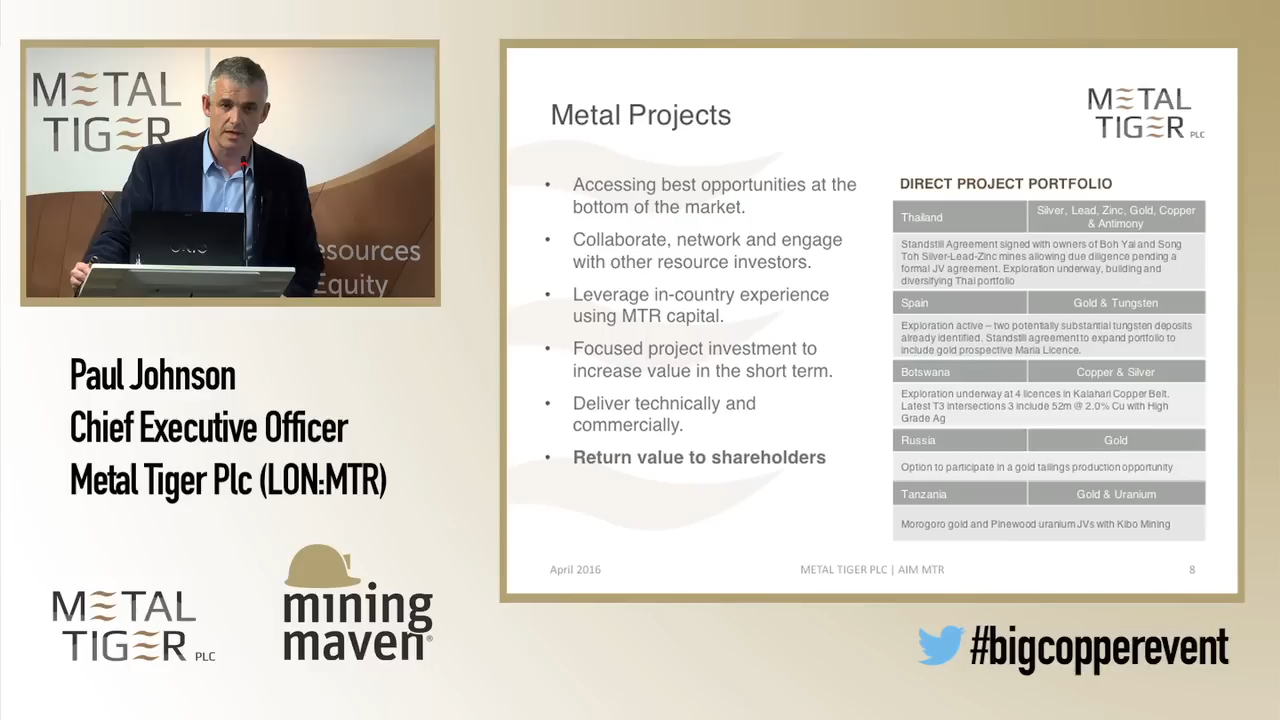 METAL
TIGER
esources
Equity
Paul Johnson
Chief Executive Officer
Metal Tiger Plc (LON:MTR)
METAL
TIGER PLC
mining
maven®
Metal Projects
METAL
TIGER PLC
• Accessing best opportunities at the
bottom of the market.
• Collaborate, network and engage
with other resource investors.
• Leverage in-country experience
using MTR capital.
• Focused project investment to
increase value in the short term.
• Deliver technically and
commercially.
• Return value to shareholders
DIRECT PROJECT PORTFOLIO
Thailand Silver, Lead, Zinc, Gold, Copper
& Antimony
Standstill Agreement signed with owners of Boh Yai and Song
Toh Silver-Lead-Zinc mines allowing due diligence pending a
formal JV agreement. Exploration underway, building and
diversifying Thai portfolio
Spain Gold & Tungsten
Exploration active – two potentially substantial tungsten deposits
already identified. Standstill agreement to expand portfolio to
include gold prospective Maria Licence.
Botswana Copper & Silver
Exploration underway at 4 licences in Kalahari Copper Belt.
Latest T3 intersections 3 include 52m @ 2.0% Cu with High
Grade Ag
Russia Gold
Option to participate in a gold tailings production opportunity
Tanzania Gold & Uranium
Morogoro gold and Pinewood uranium JVs with Kibo Mining
April 2016 METAL TIGER PLC | AIM MTR 8
#bigcopperevent